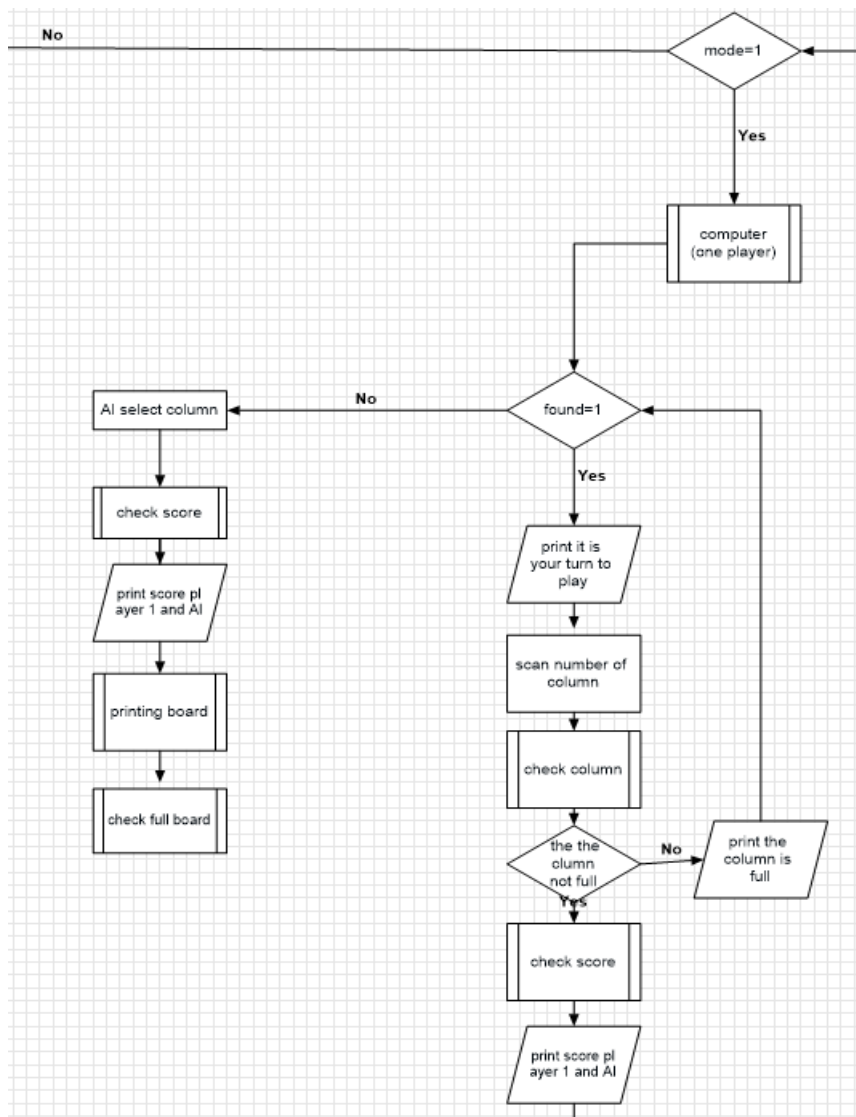 No
mode=1
Yes
computer
(one player)
No
AI select column
found=1
Yes
check score
print it is
your turn to
play
print score pl
ayer 1 and AI
scan number of
column
printing board
check column
check full board
the the
clumn
not full
No
print the
column is
full
Yes
check score
print score pl
ayer 1 and AI